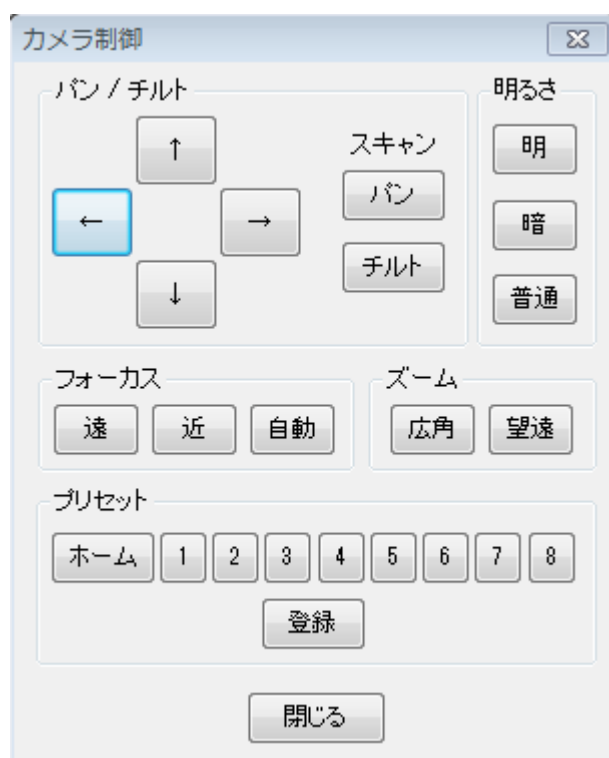 カメラ制御
パン / チルト
↑
←
→
↓
スキャン
パン
チルト
明るさ
明
暗
普通
フォーカス
遠 近 自動
ズーム
広角 望遠
プリセット
ホーム 1 2 3 4 5 6 7 8
登録
閉じる